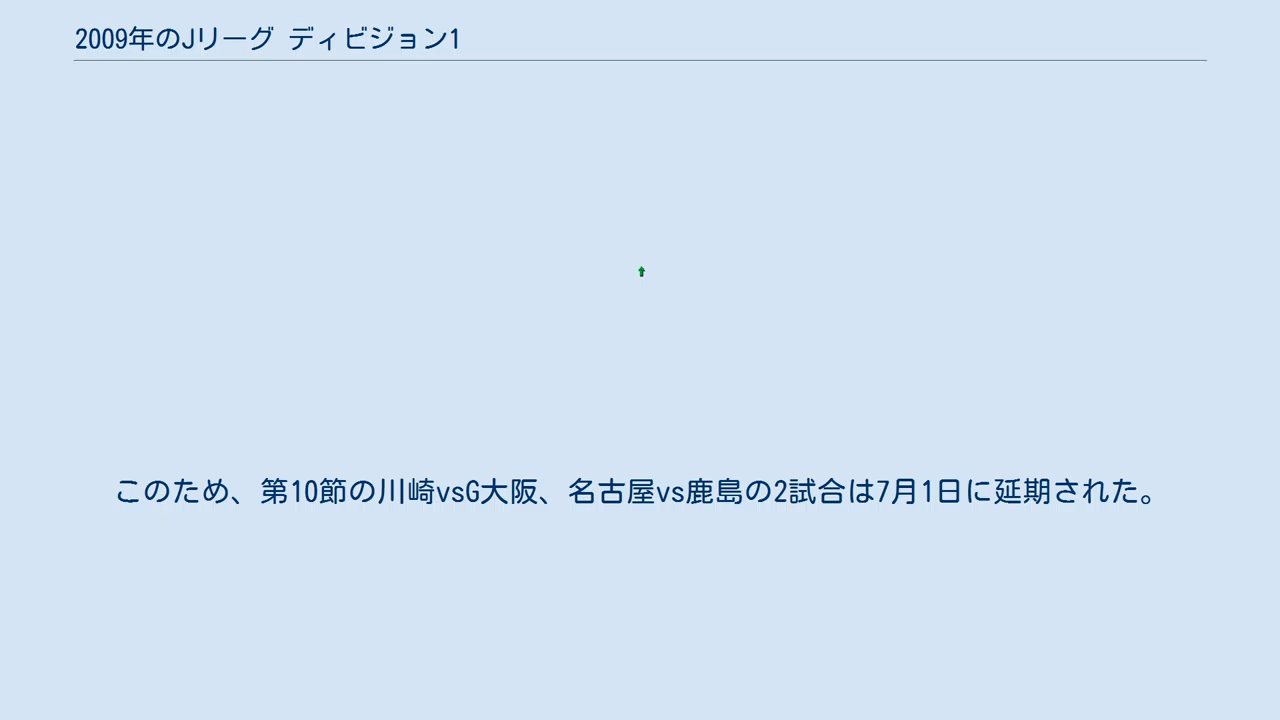 2009年のJリーグ ディビジョン1
このため、第10節の川崎vsG大阪、名古屋vs鹿島の2試合は7月1日に延期された。